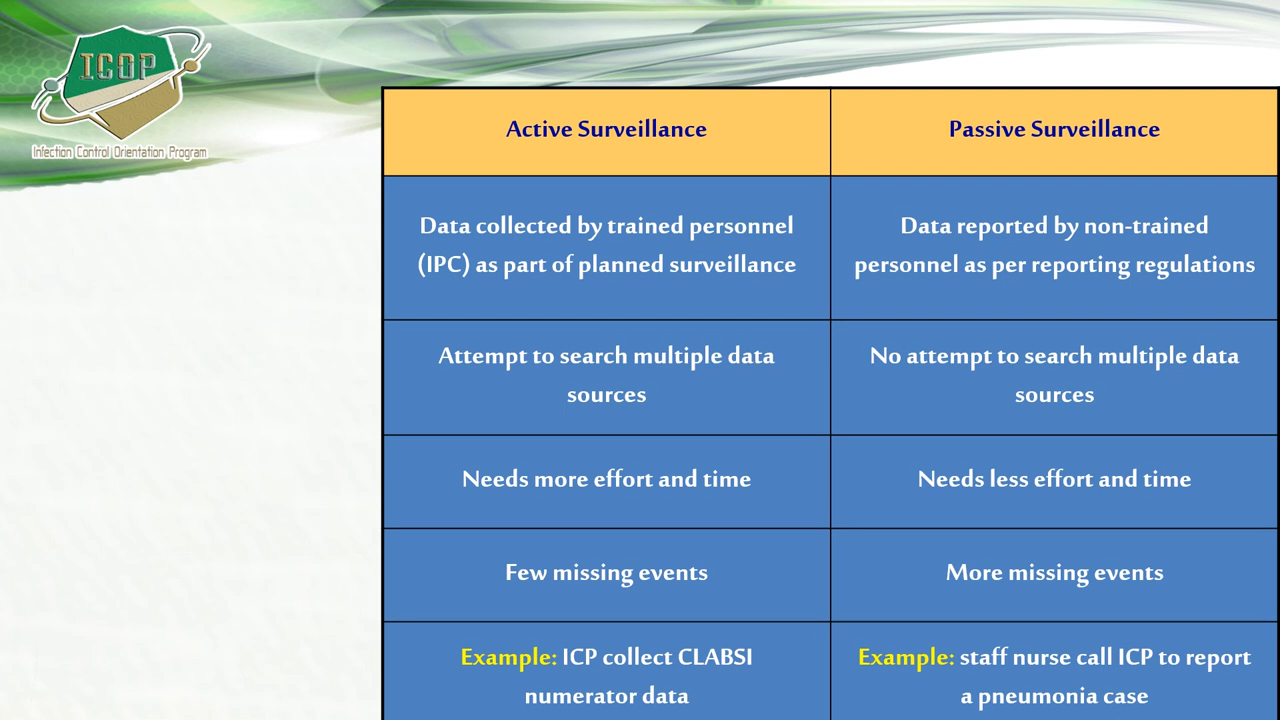 ICOP
Infection Control Orientation Program
Active Surveillance
Passive Surveillance
Data collected by trained personnel
(IPC) as part of planned surveillance
Data reported by non-trained
personnel as per reporting regulations
Attempt to search multiple data
sources
No attempt to search multiple data
sources
Needs more effort and time
Needs less effort and time
Few missing events
More missing events
Example: ICP collect CLABSI
numerator data
Example: staff nurse call ICP to report
a pneumonia case